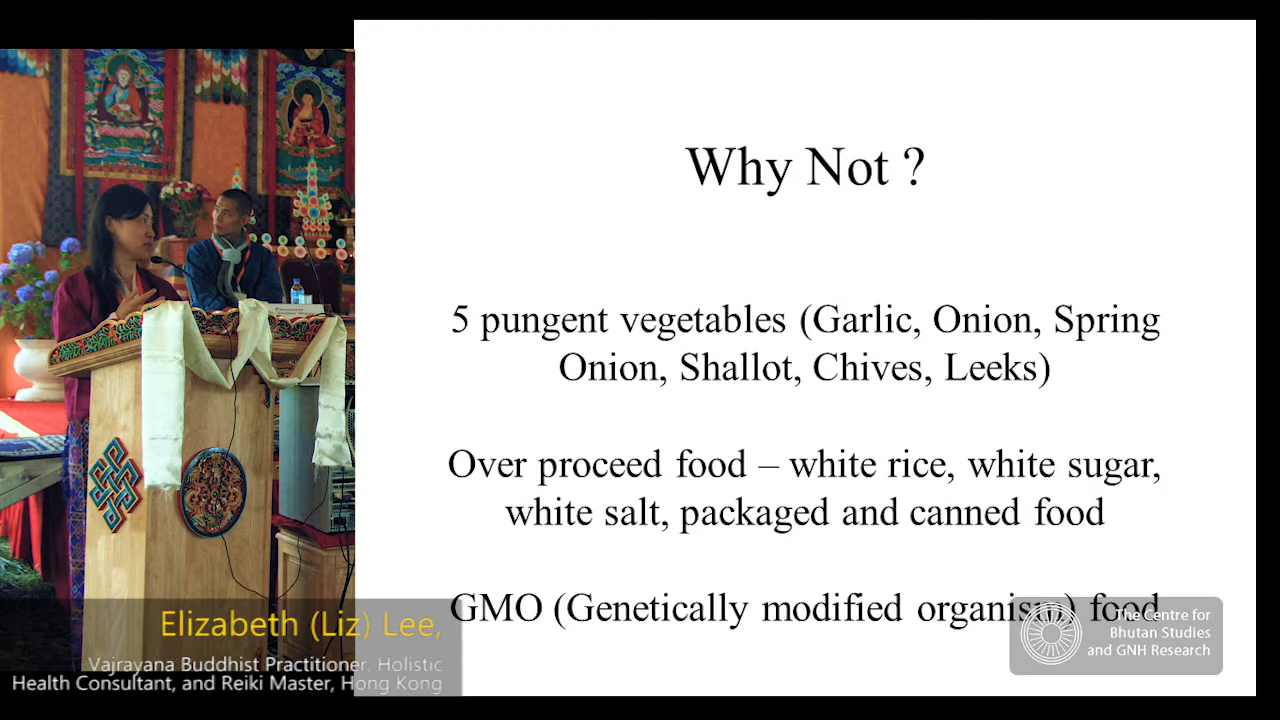 Why Not ?
5 pungent vegetables (Garlic, Onion, Spring
Onion, Shallot, Chives, Leeks)
Over proceed food – white rice, white sugar,
white salt, packaged and canned food
GMO (Genetically modified organism) food
Elizabeth (Liz) Lee,
Vajrayana Buddhist Practitioner, Holistic
Health Consultant, and Reiki Master, Hong Kong
The Centre for
Bhutan Studies
and GNH Research